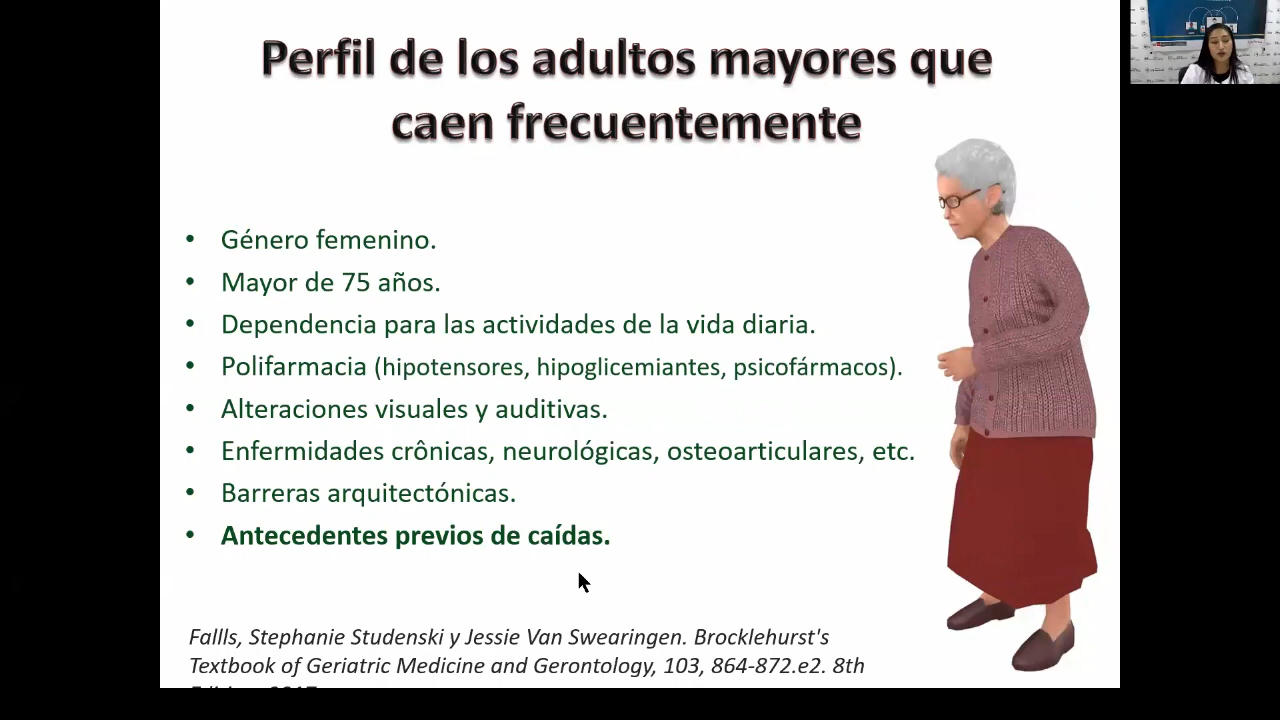 Perfil de los adultos mayores que
caen frecuentemente
• Género femenino.
• Mayor de 75 años.
• Dependencia para las actividades de la vida diaria.
• Polifarmacia (hipotensores, hipoglicemiantes, psicofármacos).
• Alteraciones visuales y auditivas.
• Enfermidades crônicas, neurológicas, osteoarticulares, etc.
• Barreras arquitectónicas.
• Antecedentes previos de caídas.
Fallls, Stephanie Studenski y Jessie Van Swearingen. Brocklehurst's
Textbook of Geriatric Medicine and Gerontology, 103, 864-872.e2. 8th